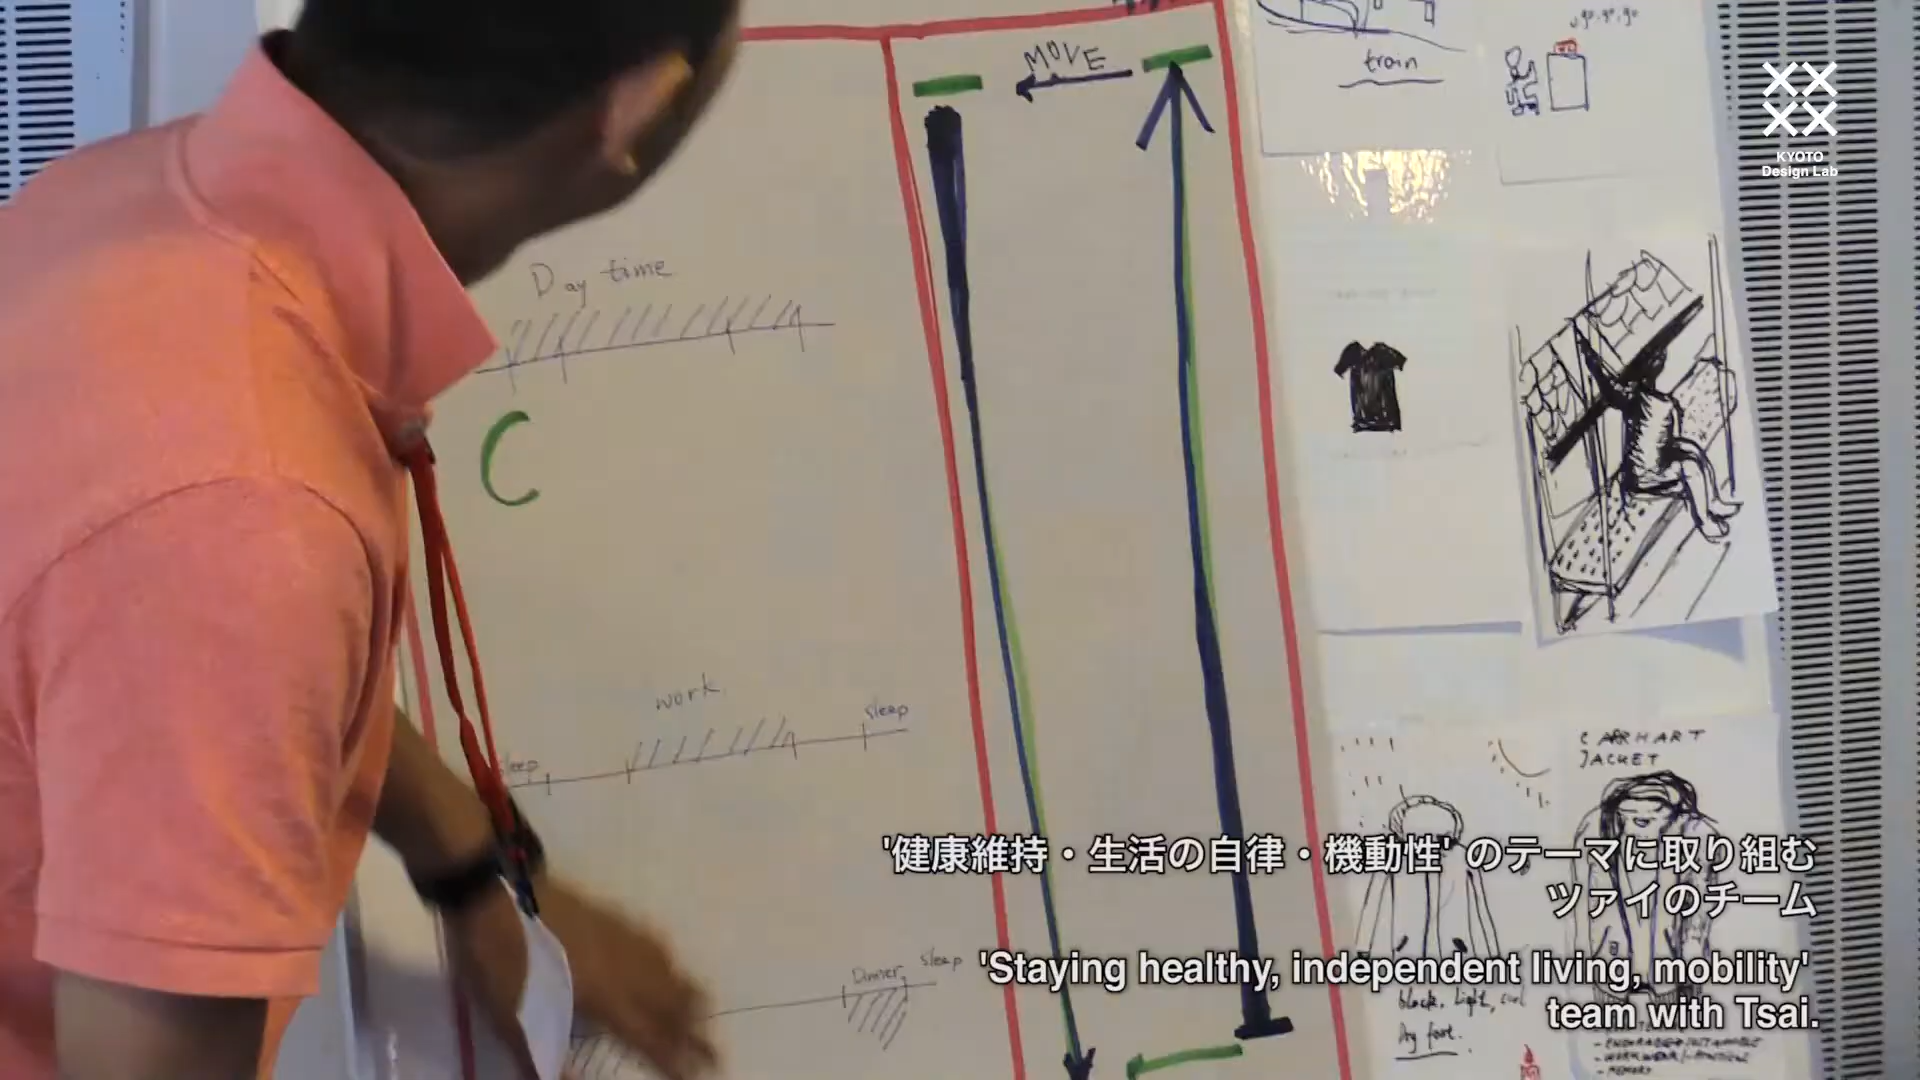 MOVE
train
KYOTO
Design Lab
Day time
C
work
sleep
sleep
CARHART
JACKET
'健康維持・生活の自律・機動性' のテーマに取り組む
ツァイのチーム
Dinner
sleep
'Staying healthy, independent living, mobility'
team with Tsai.
black, light,
Dry fast.
- MEMORY